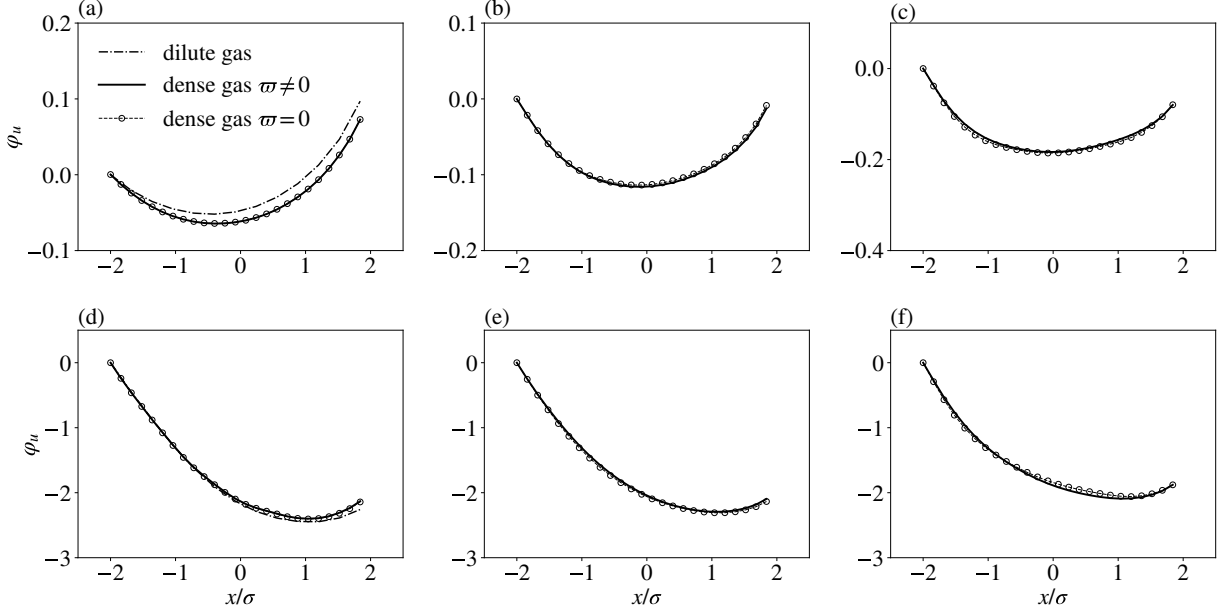 (a)
0.2
0.1
0.0
−0.1
φᵤ
dilute gas
dense gas ϖ≠0
dense gas ϖ=0
−2 −1 0 1 2
(b)
0.1
0.0
−0.1
−0.2
−2 −1 0 1 2
(c)
0.0
−0.2
−0.4
−2 −1 0 1 2
(d)
0
−1
−2
−3
φᵤ
−2 −1 0 1 2
x/σ
(e)
0
−1
−2
−3
−2 −1 0 1 2
x/σ
(f)
0
−1
−2
−3
−2 −1 0 1 2
x/σ